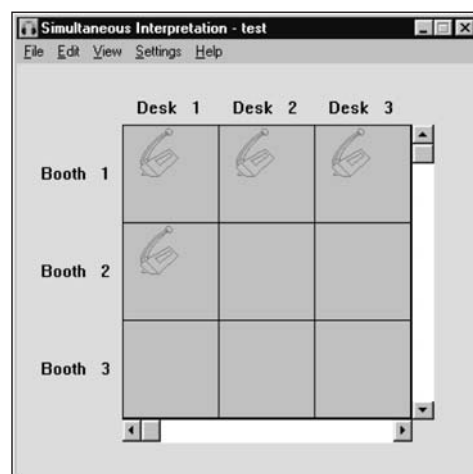 Simultaneous Interpretation - test
File Edit View Settings Help
Desk 1 Desk 2 Desk 3
Booth 1
Booth 2
Booth 3